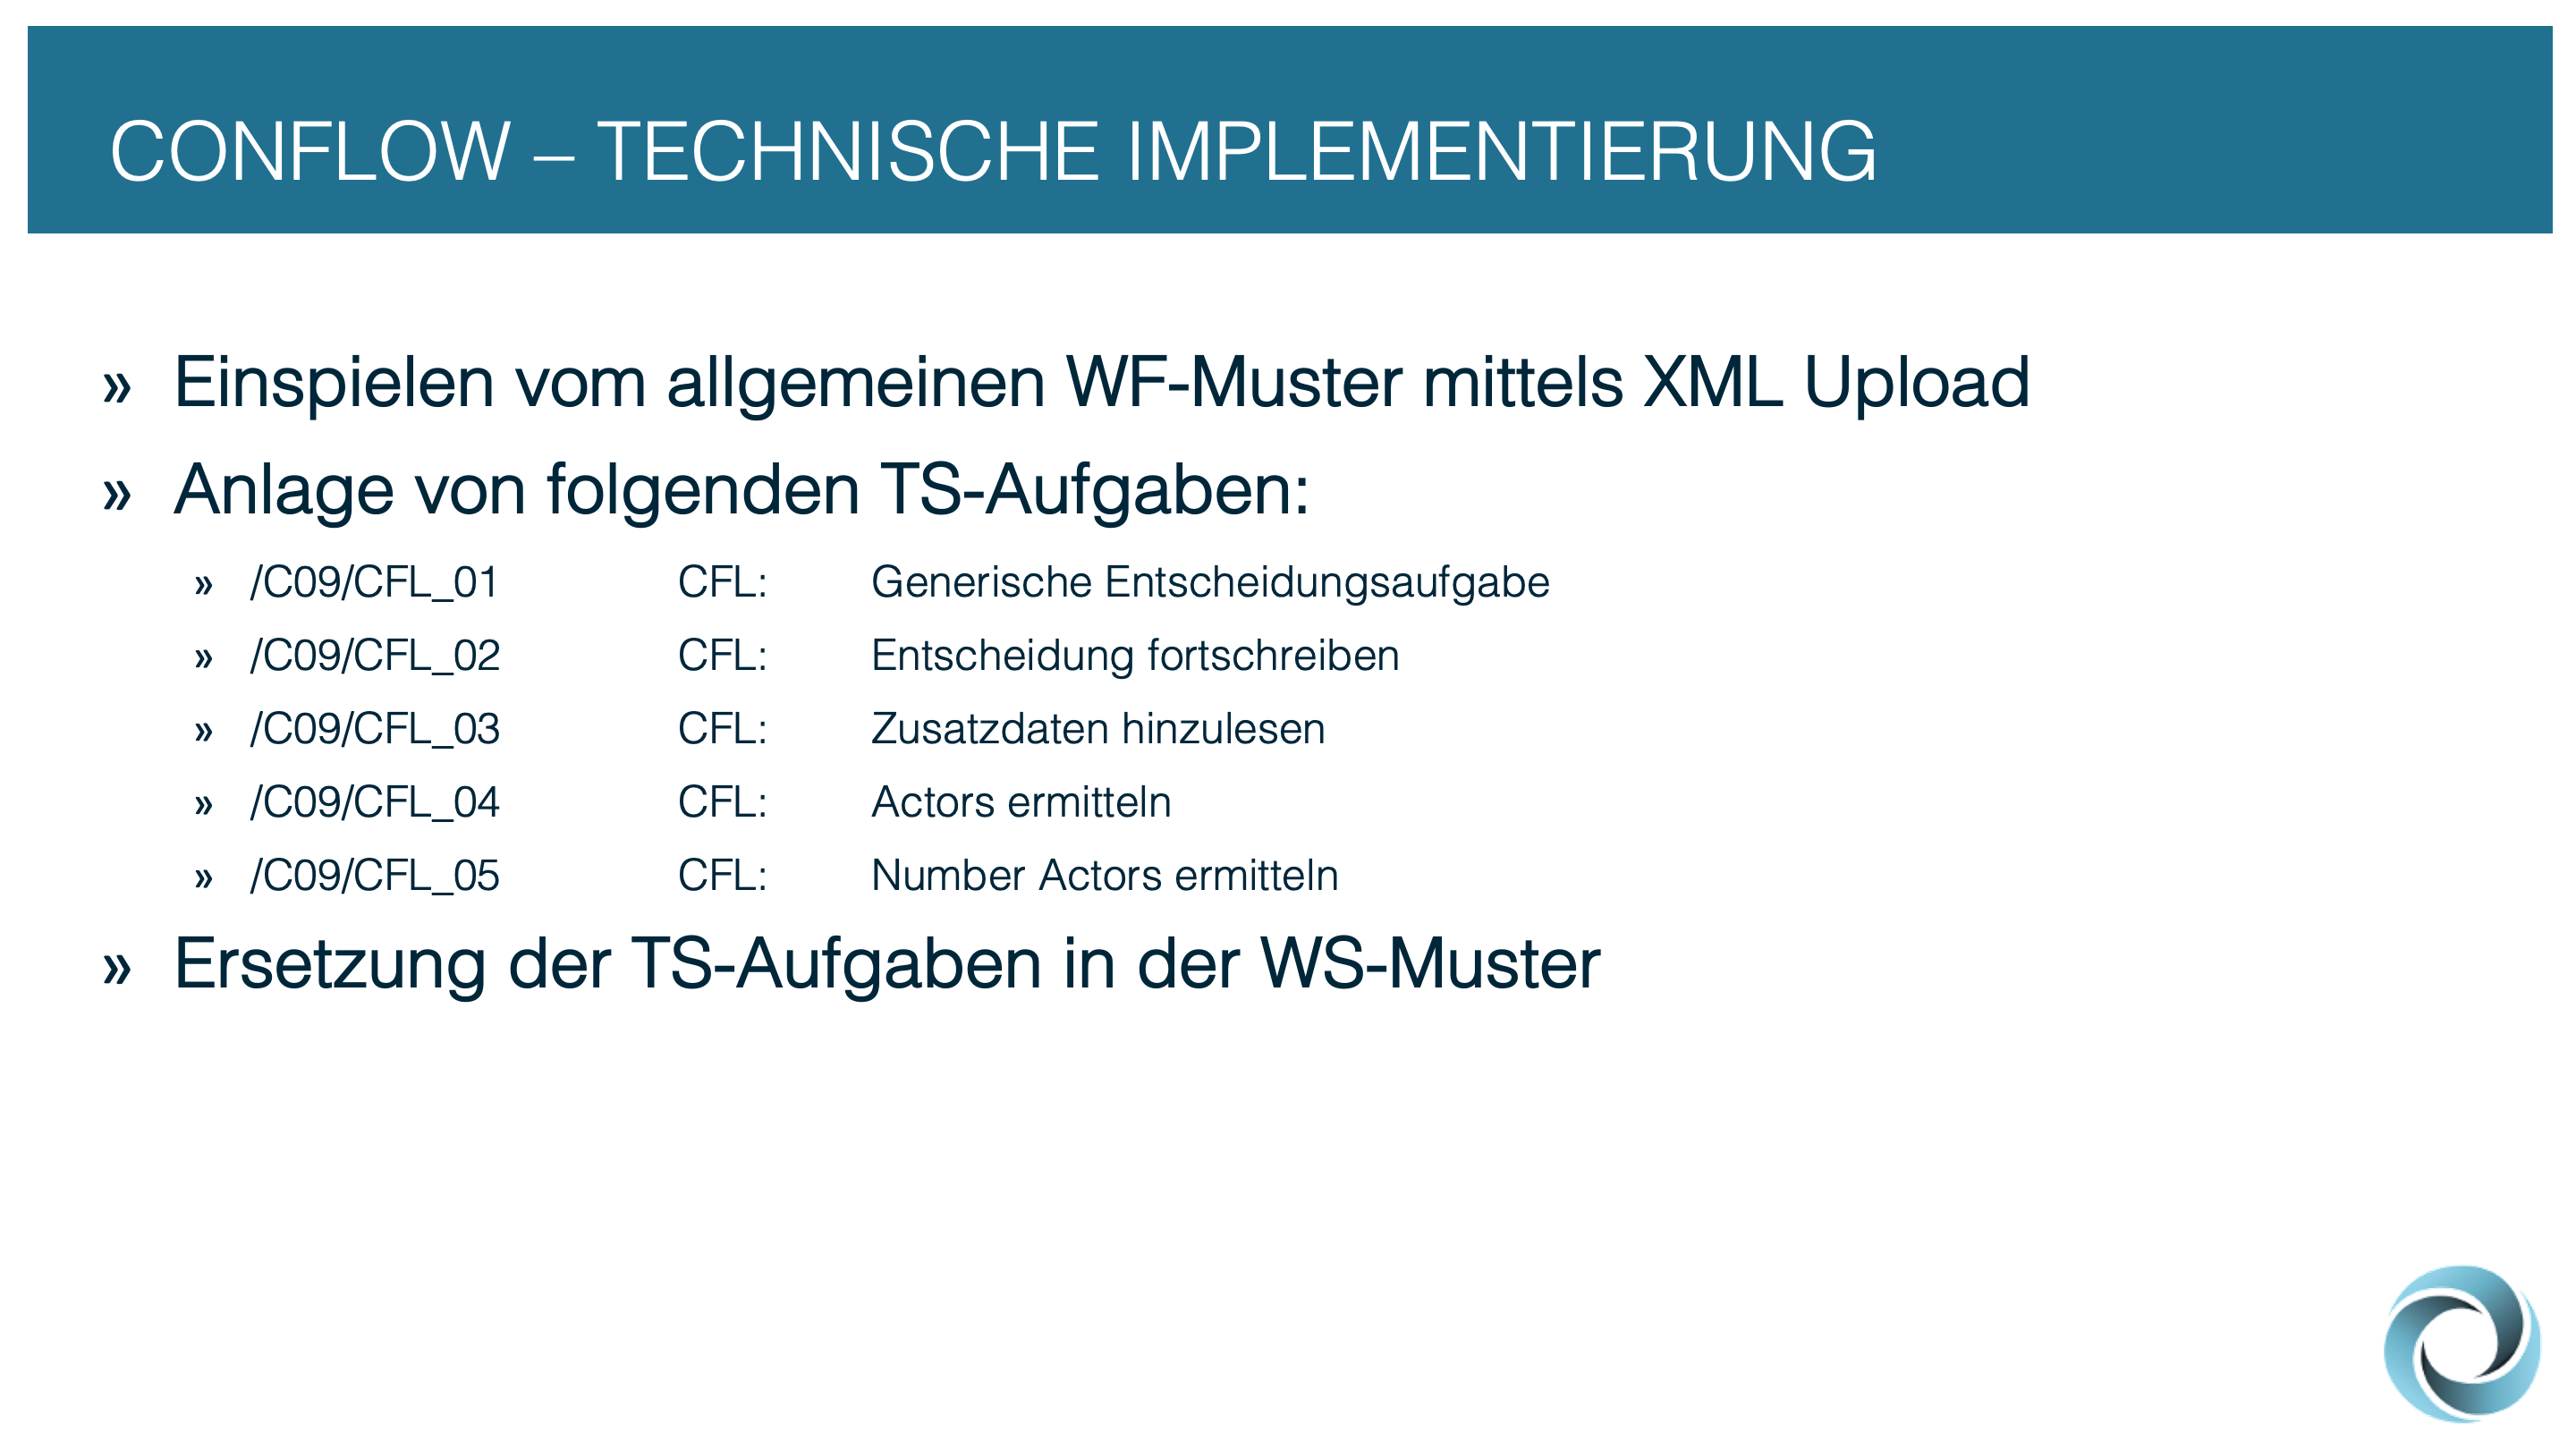 CONFLOW – TECHNISCHE IMPLEMENTIERUNG
» Einspielen vom allgemeinen WF-Muster mittels XML Upload
» Anlage von folgenden TS-Aufgaben:
» /C09/CFL_01 CFL: Generische Entscheidungsaufgabe
» /C09/CFL_02 CFL: Entscheidung fortschreiben
» /C09/CFL_03 CFL: Zusatzdaten hinzulesen
» /C09/CFL_04 CFL: Actors ermitteln
» /C09/CFL_05 CFL: Number Actors ermitteln
» Ersetzung der TS-Aufgaben in der WS-Muster